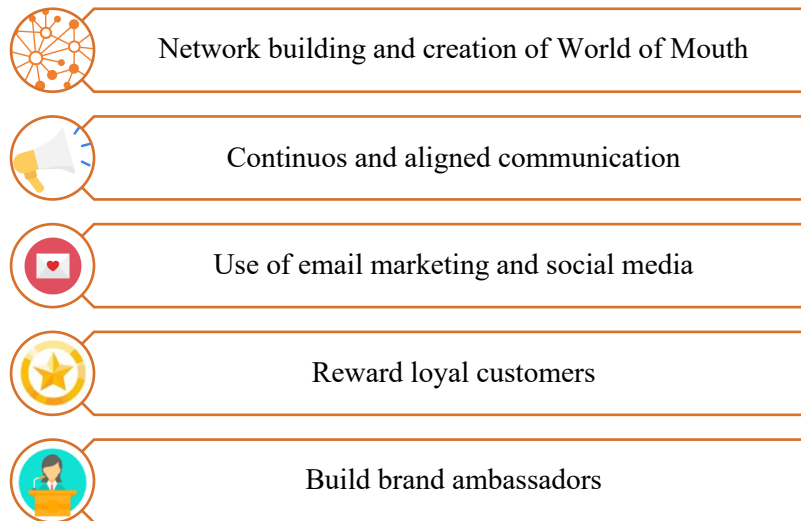 Network building and creation of World of Mouth
Continuos and aligned communication
Use of email marketing and social media
Reward loyal customers
Build brand ambassadors